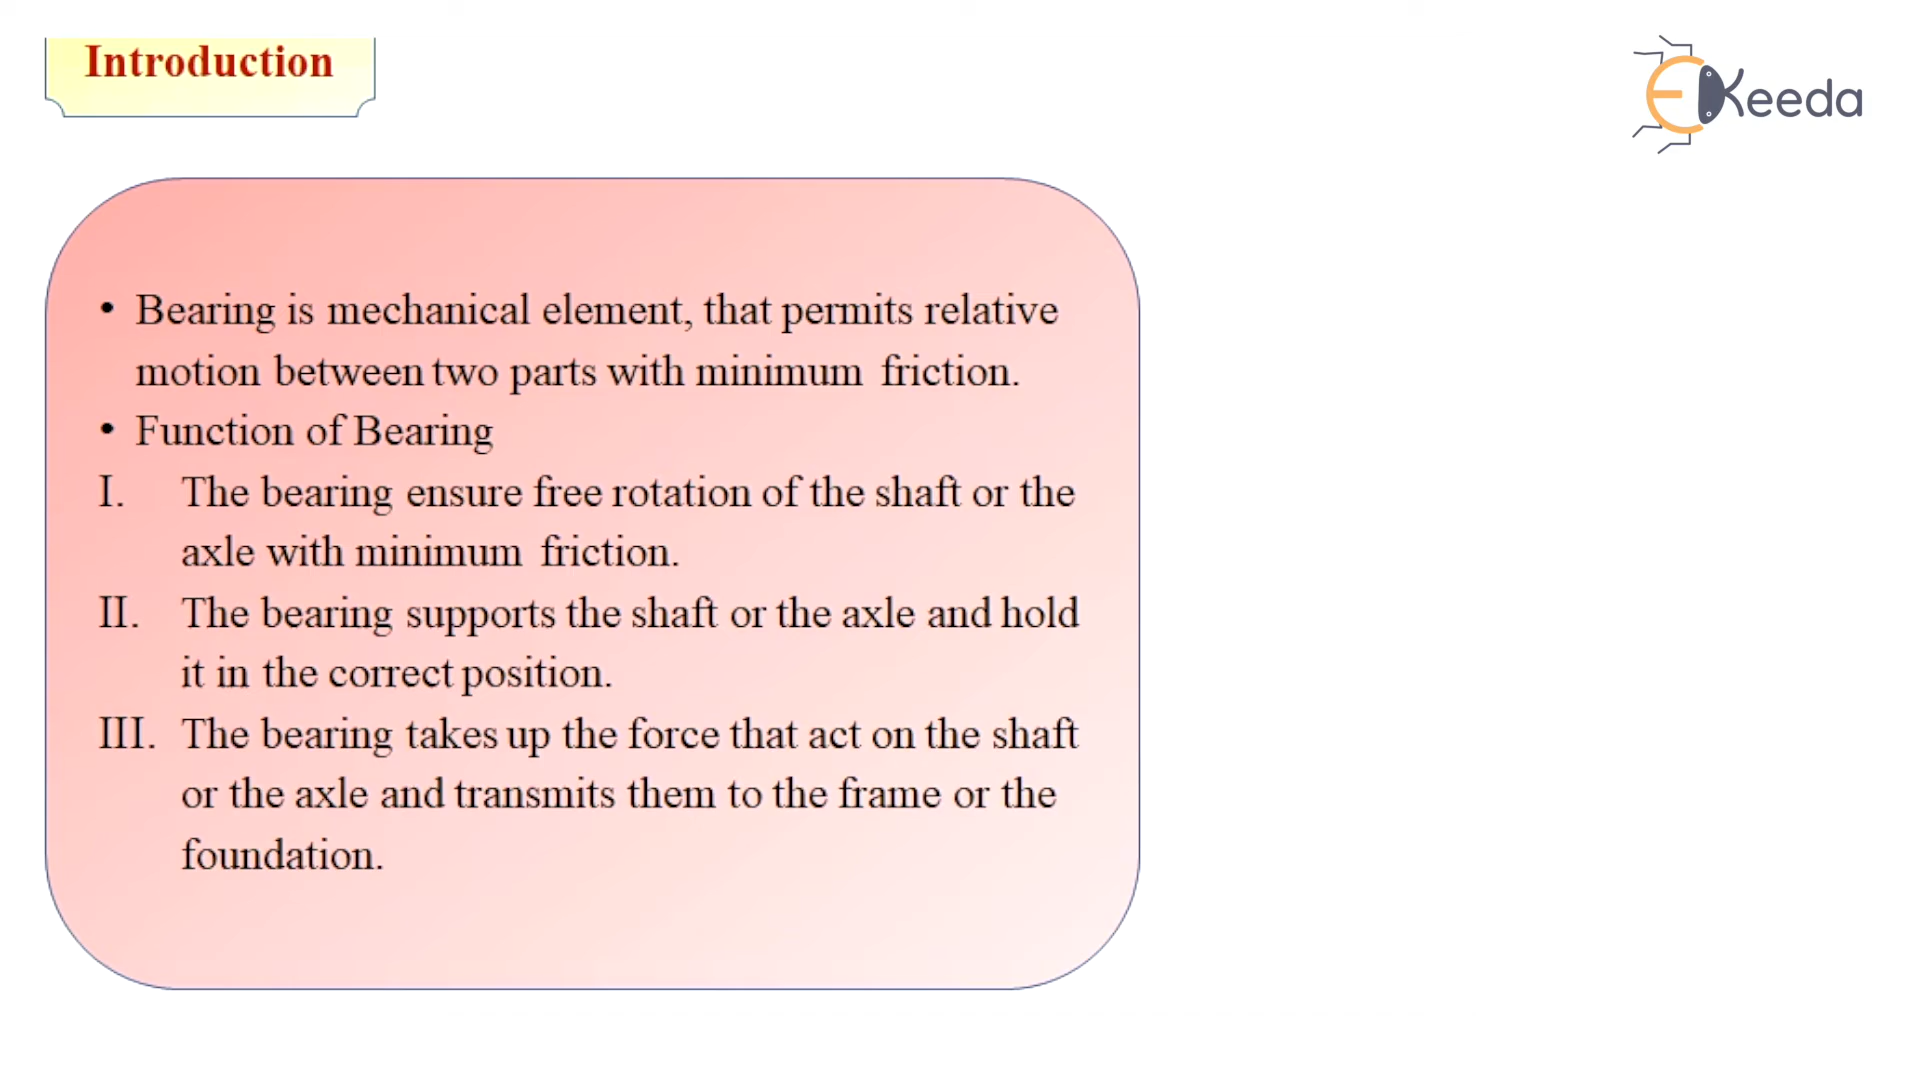 Introduction
EKeeda
• Bearing is mechanical element, that permits relative
motion between two parts with minimum friction.
• Function of Bearing
I. The bearing ensure free rotation of the shaft or the
axle with minimum friction.
II. The bearing supports the shaft or the axle and hold
it in the correct position.
III. The bearing takes up the force that act on the shaft
or the axle and transmits them to the frame or the
foundation.